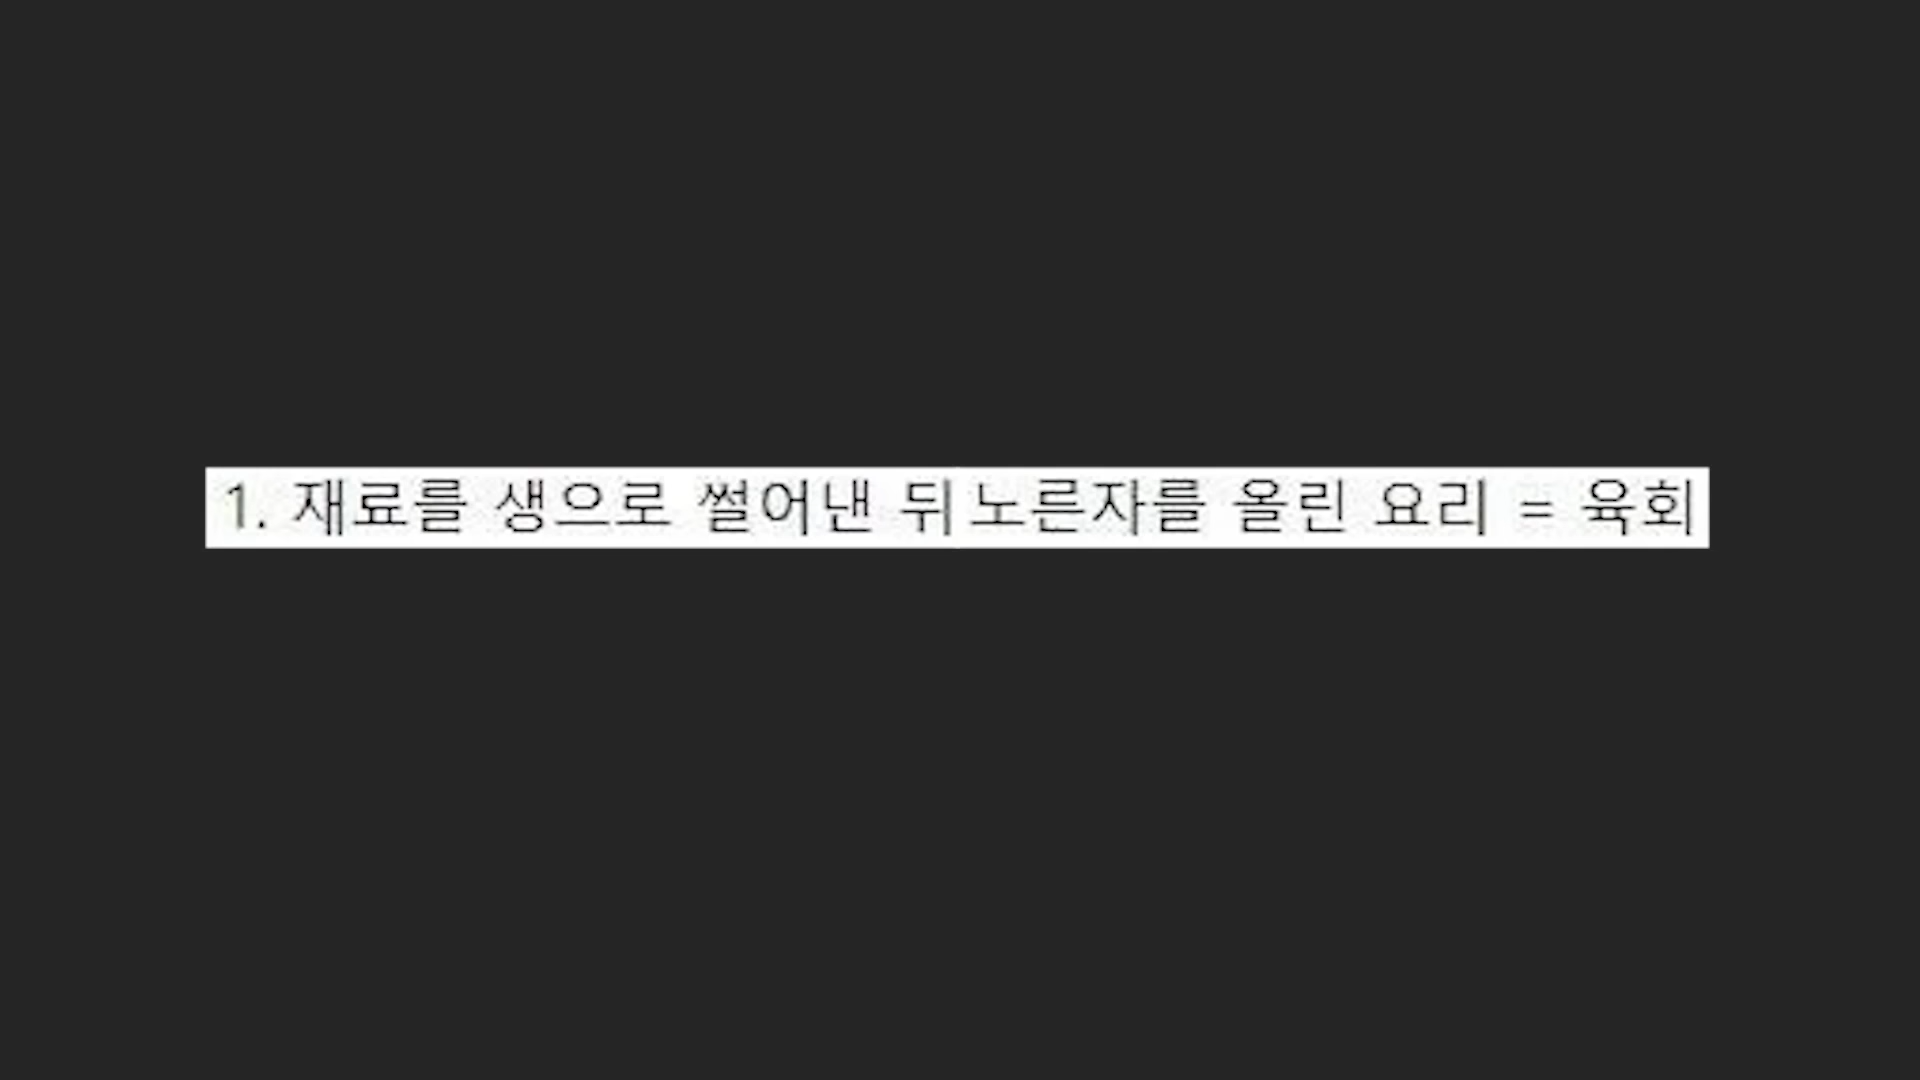 1. 재료를 생으로 썰어낸 뒤 노른자를 올린 요리 = 육회